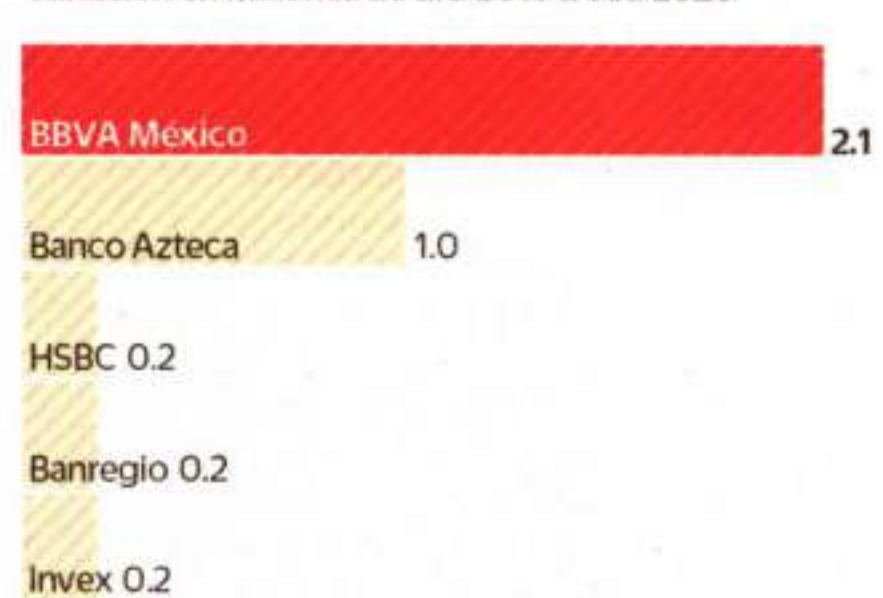 BBVA México
2.1
Banco Azteca 1.0
HSBC 0.2
Banregio 0.2
Invex 0.2